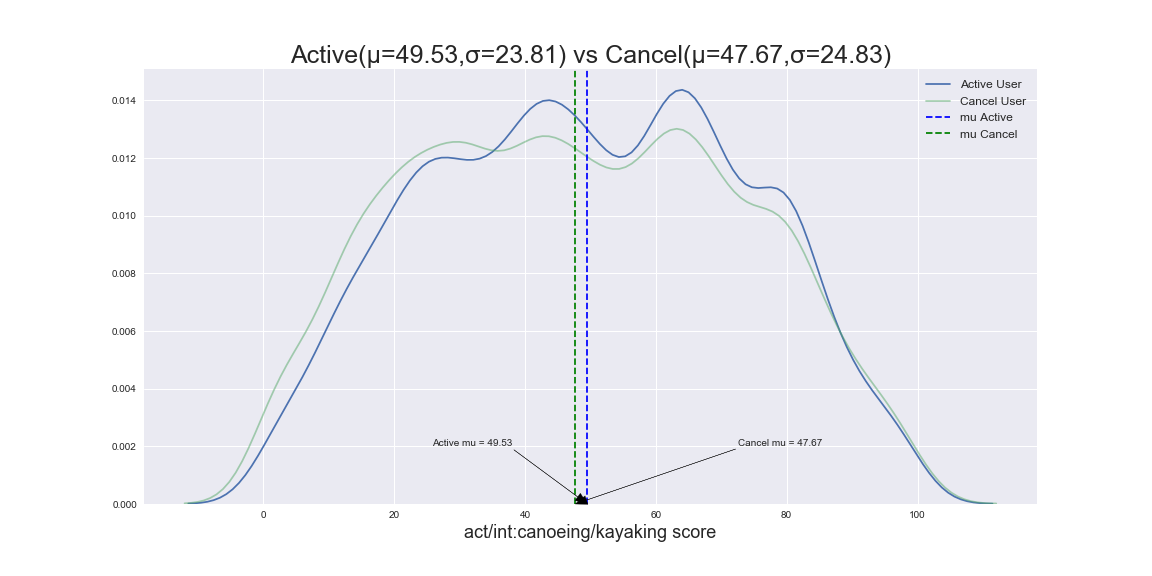 Active(μ=49.53,σ=23.81) vs Cancel(μ=47.67,σ=24.83)
Active User
Cancel User
mu Active
mu Cancel
0.014
0.012
0.010
0.008
0.006
0.004
0.002
0.000
Active mu = 49.53
Cancel mu = 47.67
0 20 40 60 80 100
act/int:canoeing/kayaking score